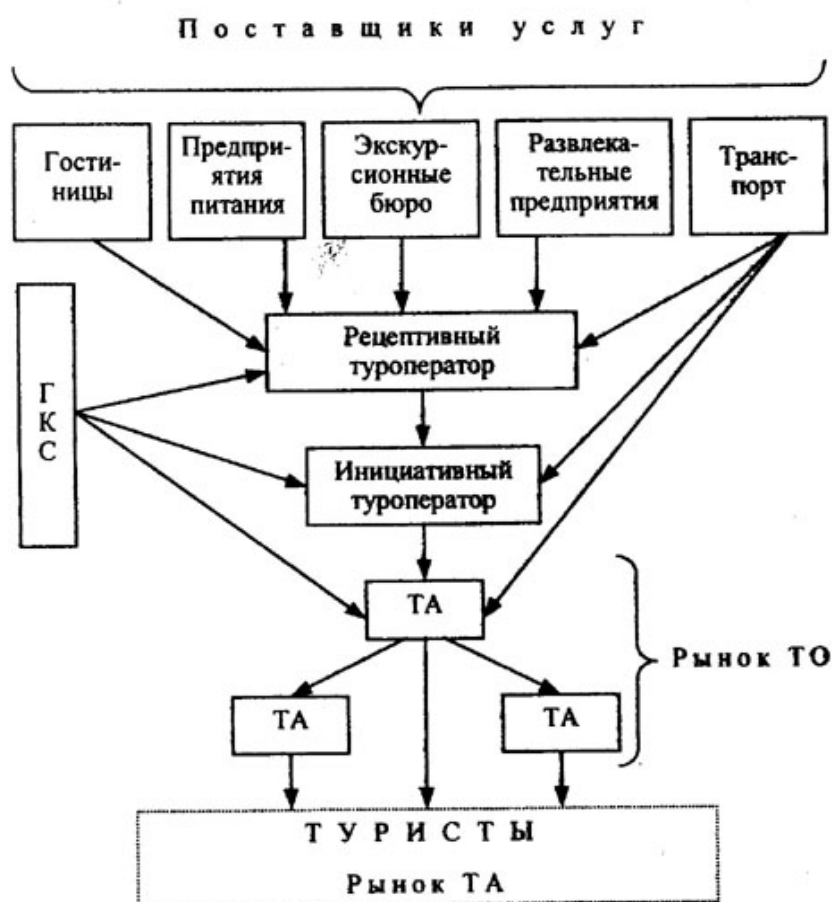 Поставщики услуг
Гости-
ницы
Предпри-
ятия
питания
Экскур-
сионные
бюро
Развлека-
тельные
предприятия
Транс-
порт
Рецептивный
туроператор
Г
К
С
Инициативный
туроператор
ТА
Рынок ТО
ТА
ТА
ТУРИСТЫ
Рынок ТА